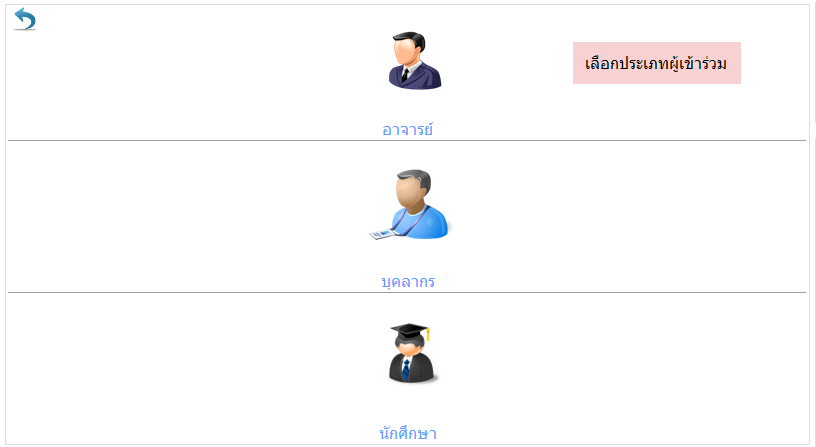 เลือกประเภทผู้เข้าร่วม
อาจารย์
บุคลากร
นักศึกษา